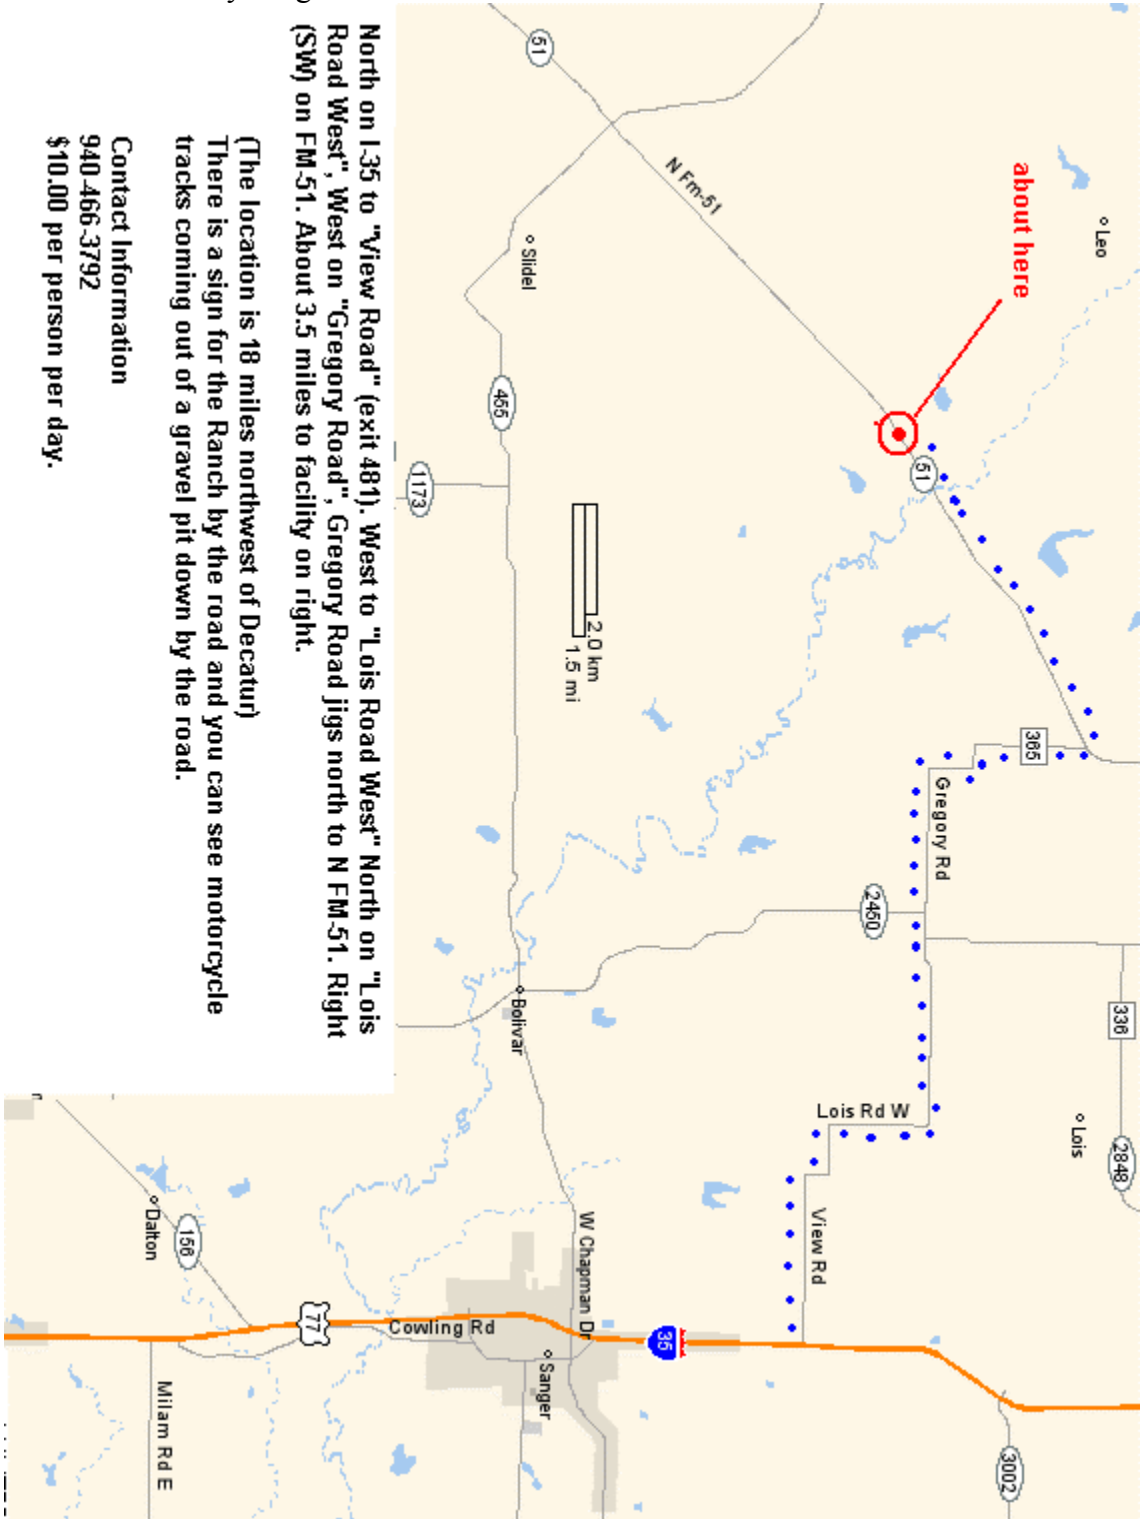 North on I-35 to "View Road" (exit 481). West to "Lois Road West" North on "Lois
Road West", West on "Gregory Road", Gregory Road jigs north to N FM-51. Right
(SW) on FM-51. About 3.5 miles to facility on right.
(The location is 18 miles northwest of Decatur)
There is a sign for the Ranch by the road and you can see motorcycle
tracks coming out of a gravel pit down by the road.
Contact Information
940-466-3792
$10.00 per person per day.
about here
Leo
51
N Fm-51
Slidel
455
1173
51
2.0 km
1.5 mi
365
Gregory Rd
2450
336
Bolivar
Lois Rd W
Lois
2848
View Rd
Dalton
156
W Chapman Dr
77
Cowling Rd
35
Sanger
Milam Rd E
3002